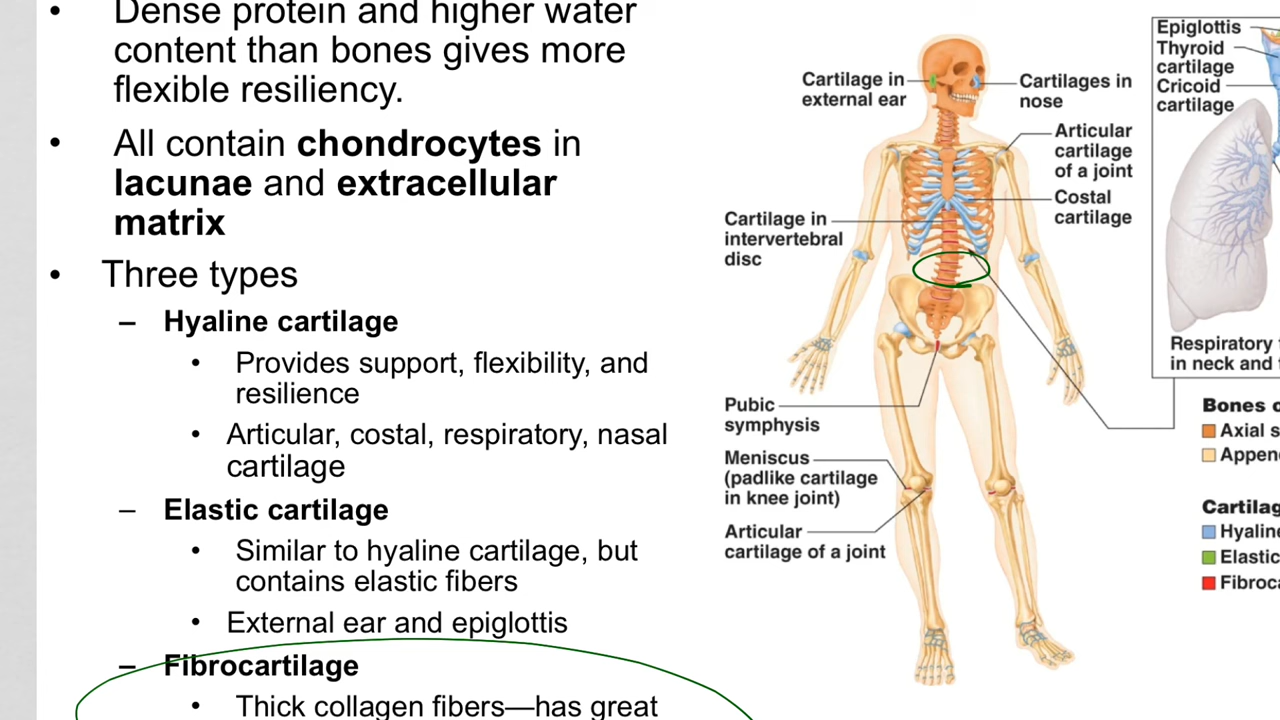 • Dense protein and higher water
content than bones gives more
flexible resiliency.
• All contain chondrocytes in
lacunae and extracellular
matrix
• Three types
– Hyaline cartilage
• Provides support, flexibility, and
resilience
• Articular, costal, respiratory, nasal
cartilage
– Elastic cartilage
• Similar to hyaline cartilage, but
contains elastic fibers
• External ear and epiglottis
– Fibrocartilage
• Thick collagen fibers—has great
Cartilage in
external ear
Cartilages in
nose
Articular
cartilage
of a joint
Costal
cartilage
Cartilage in
intervertebral
disc
Pubic
symphysis
Meniscus
(padlike cartilage
in knee joint)
Articular
cartilage of a joint
Epiglottis
Thyroid
cartilage
Cricoid
cartilage
Respiratory
in neck and
Bones
Axial
Appen
Cartilag
Hyaline
Elastic
Fibroca